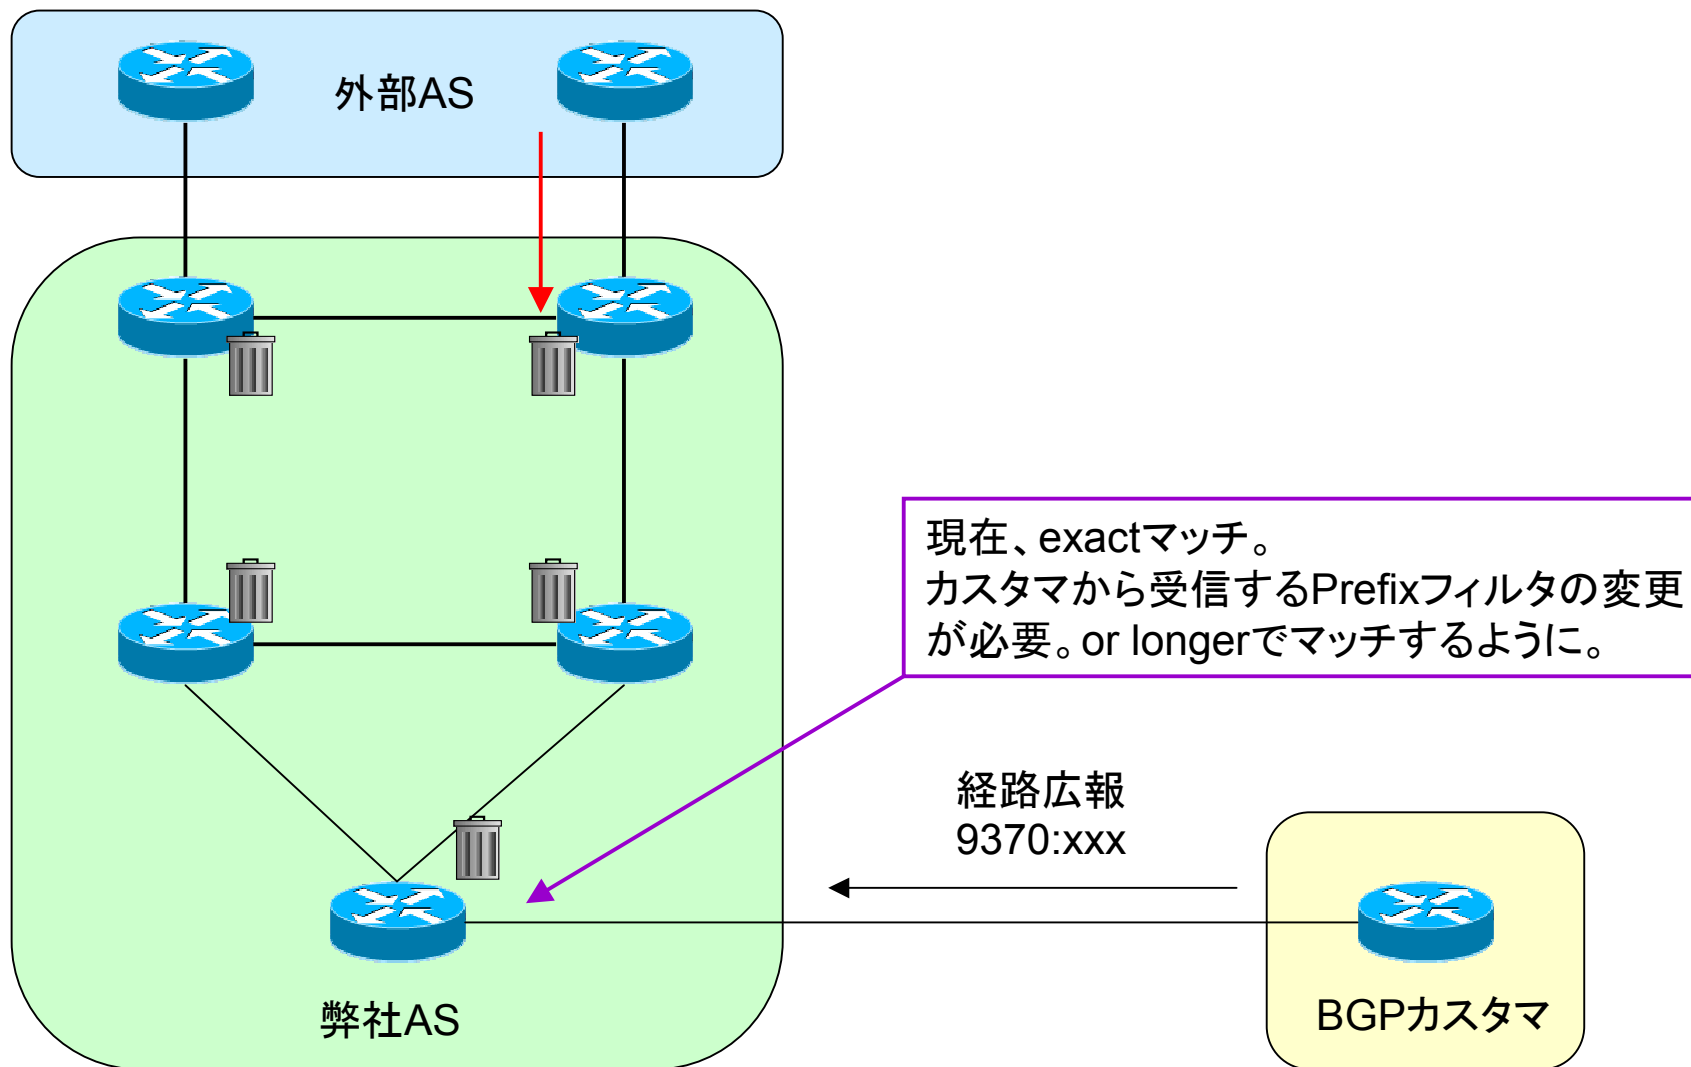 外部AS
現在、exactマッチ。
カスタマから受信するPrefixフィルタの変更
が必要。or longerでマッチするように。
経路広報
9370:xxx
弊社AS
BGPカスタマ